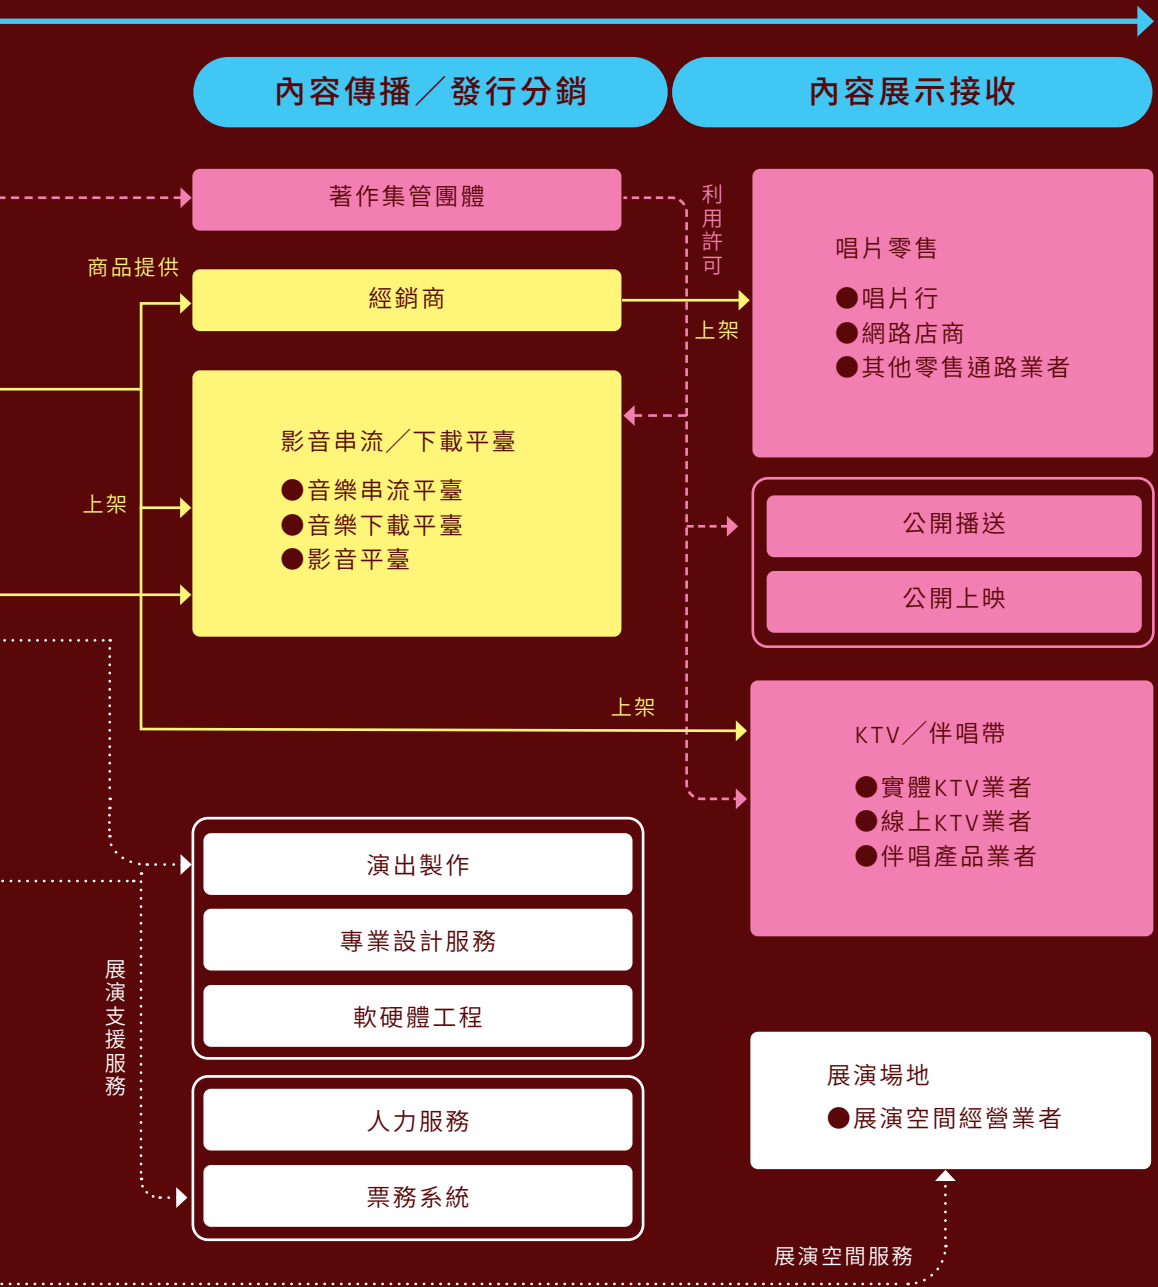 內容傳播／發行分銷
內容展示接收
著作集管團體
利用許可
商品提供
經銷商
上架
唱片零售
●唱片行
●網路店商
●其他零售通路業者
影音串流／下載平臺
●音樂串流平臺
●音樂下載平臺
●影音平臺
上架
公開播送
公開上映
上架
KTV／伴唱帶
●實體KTV業者
●線上KTV業者
●伴唱產品業者
演出製作
專業設計服務
軟硬體工程
展演支援服務
人力服務
票務系統
展演場地
●展演空間經營業者
展演空間服務